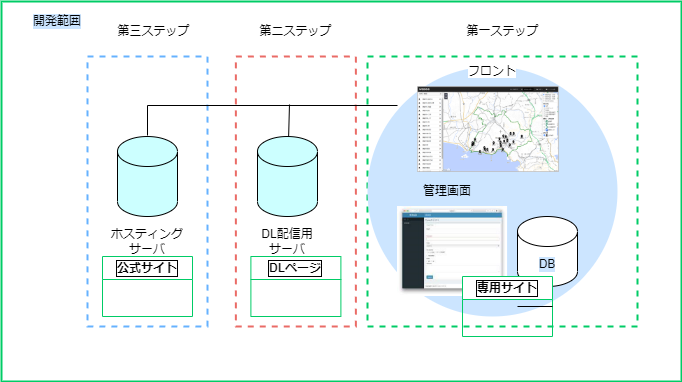 開発範囲
第三ステップ
第二ステップ
第一ステップ
フロント
管理画面
ホスティング
サーバ
DL配信用
サーバ
DB
公式サイト
DLページ
専用サイト